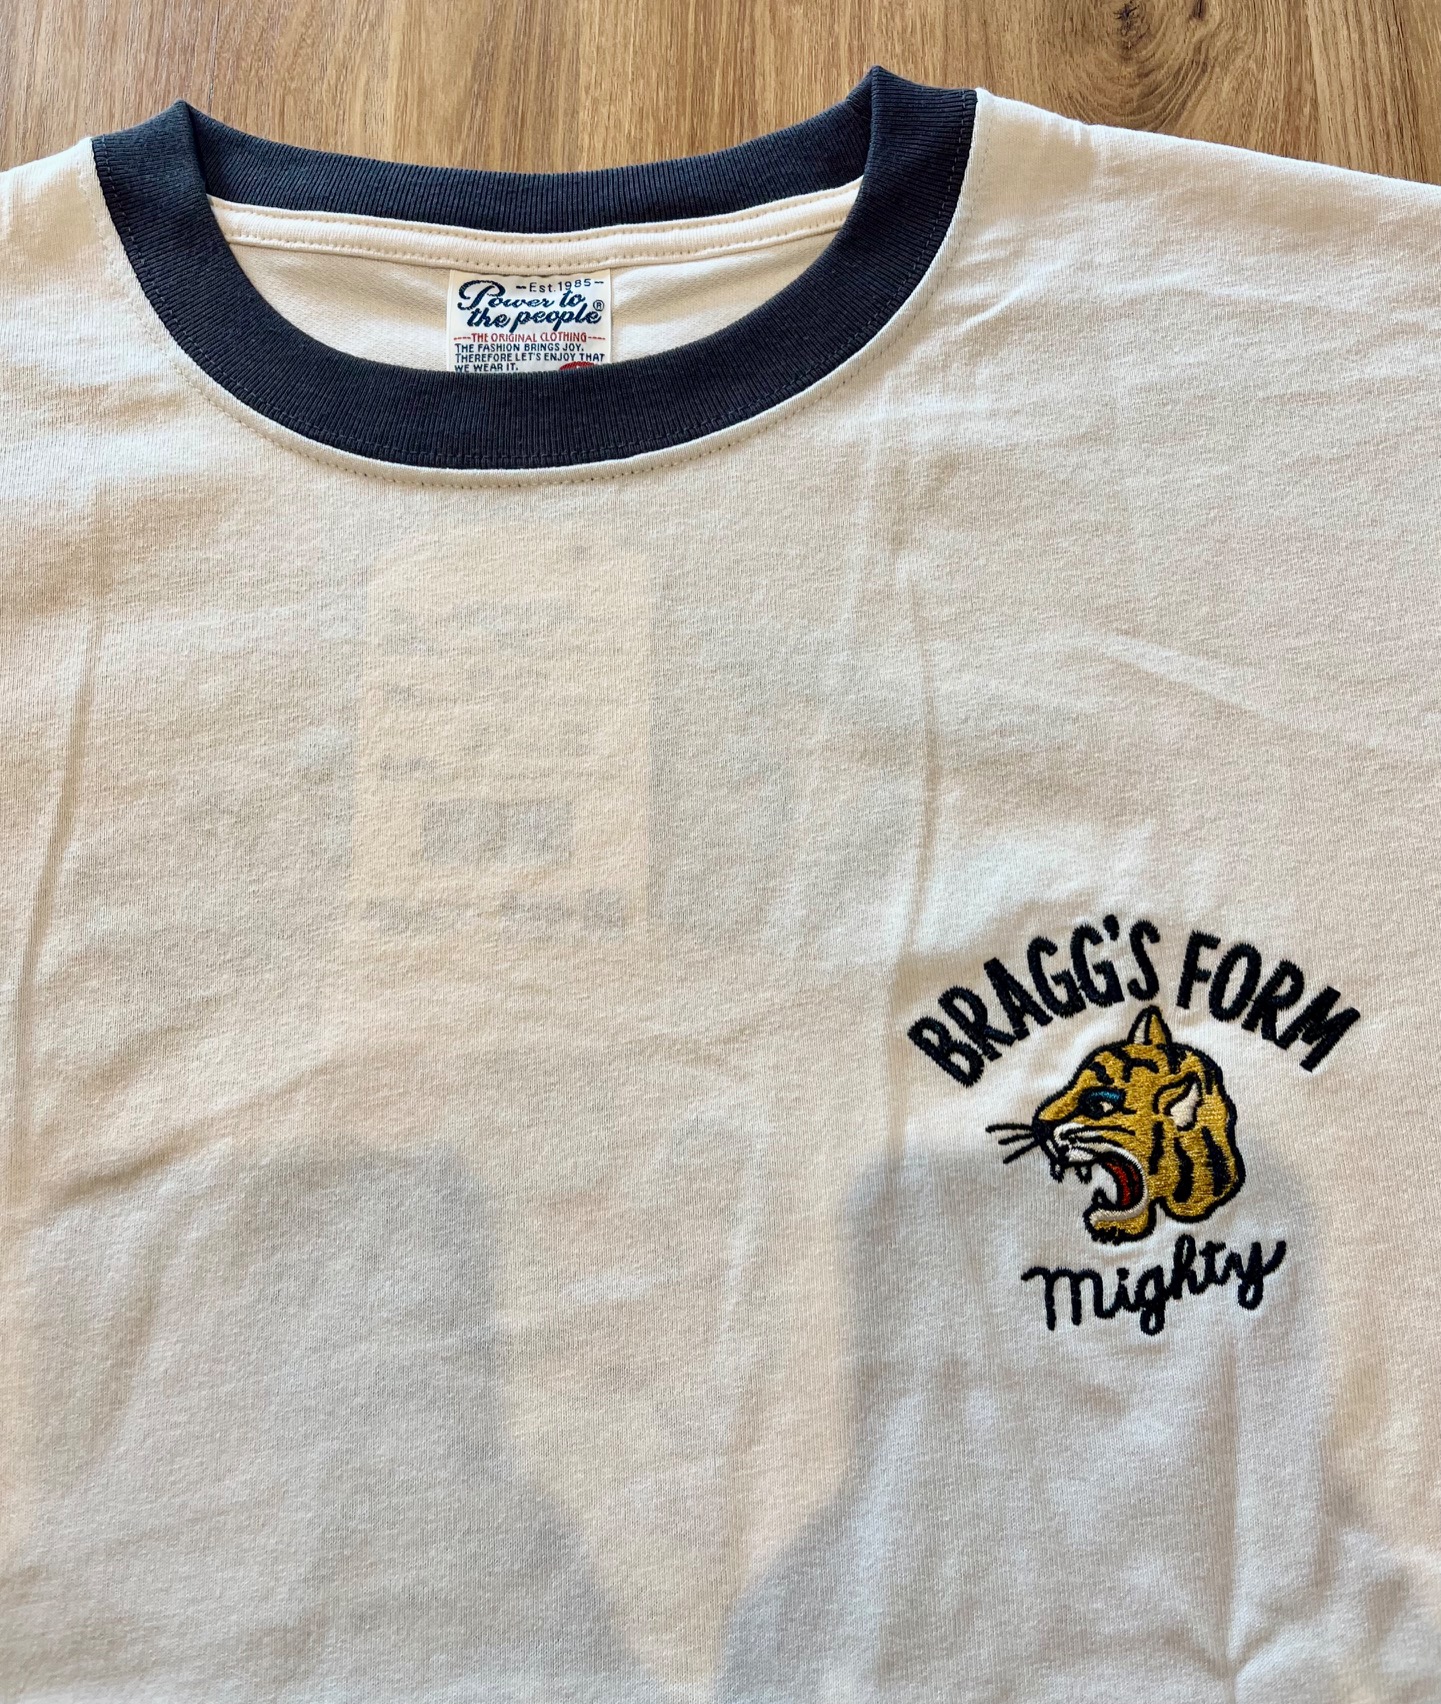 -Est.1985-
Power to
the people®
THE ORIGINAL CLOTHING
THE FASHION BRINGS JOY.
THEREFORE LET'S ENJOY THAT
WE WEAR IT.
BRAGG'S FORM
Mighty